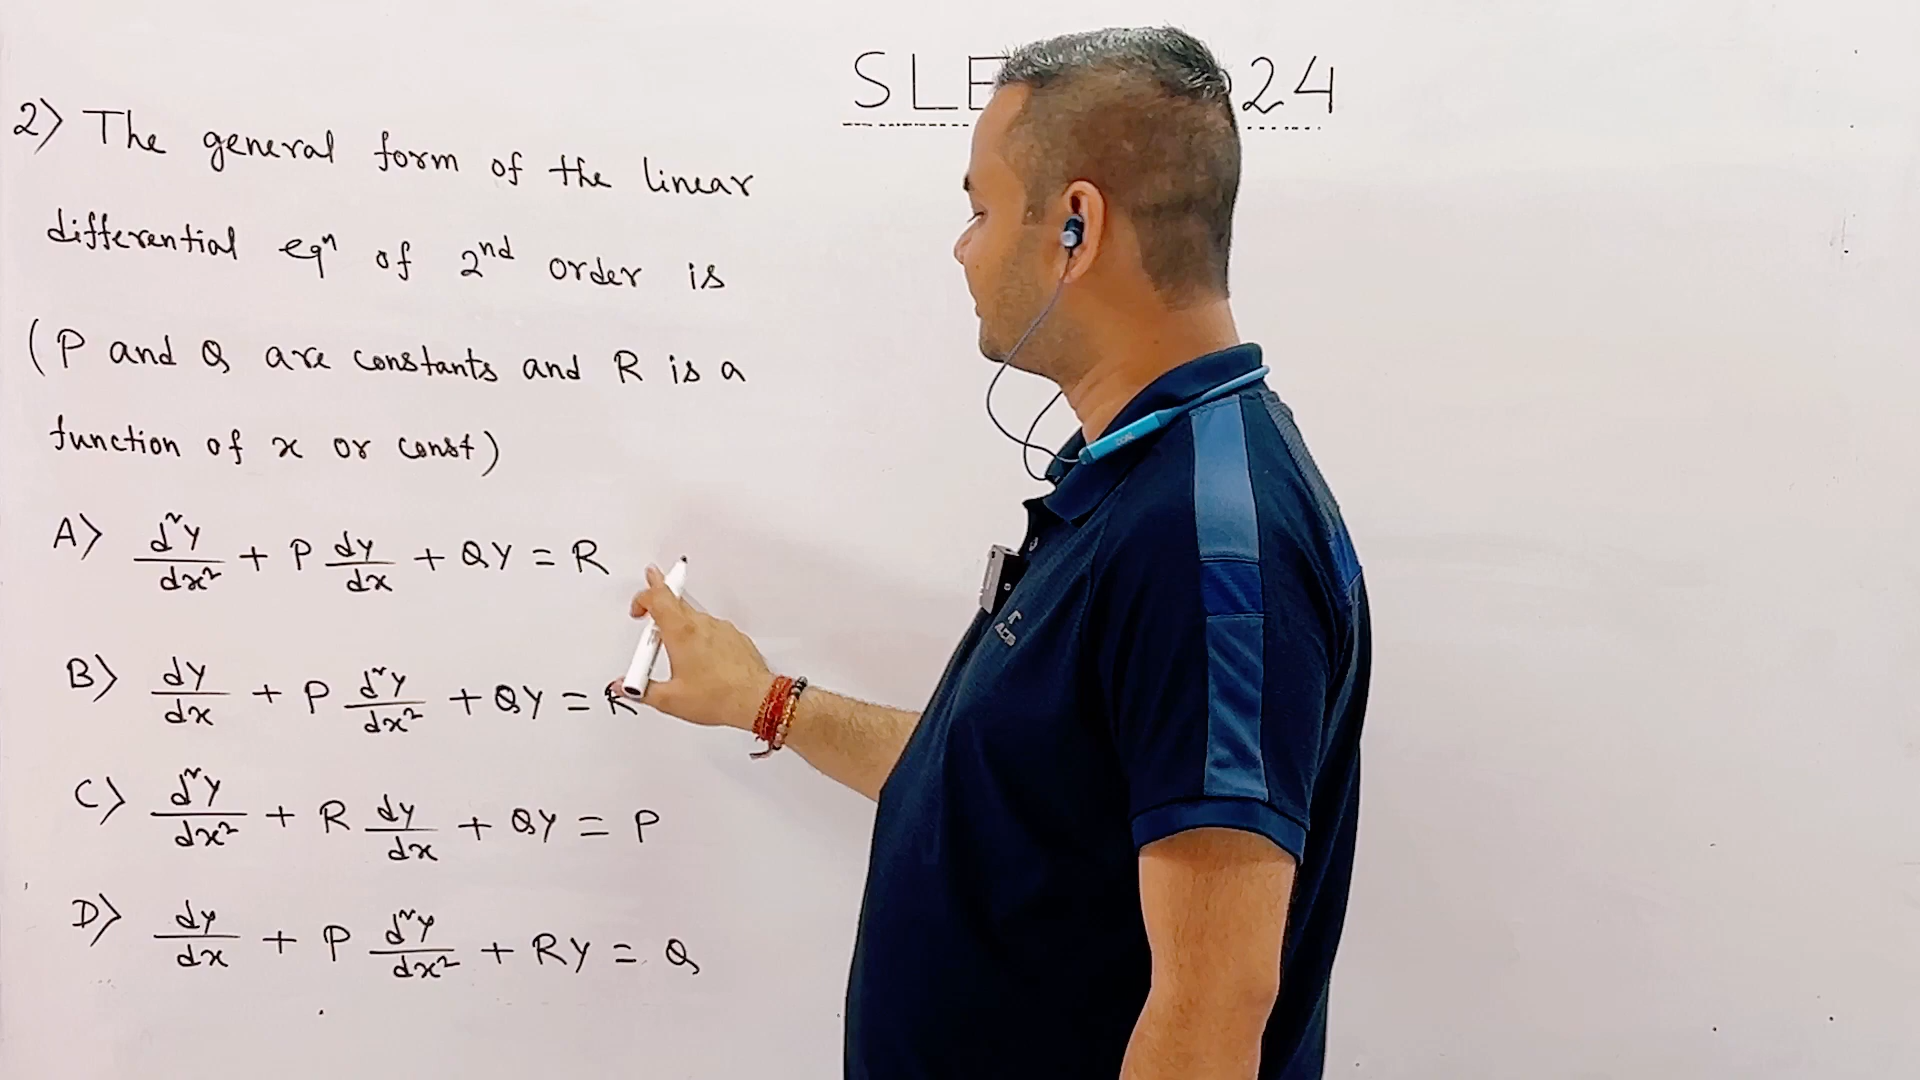 SLE 24
2) The general form of the linear
differential eqⁿ of 2ⁿᵈ order is
(P and Q are constants and R is a
function of x or const)
A) d²y/dx² + P dy/dx + Qy = R
B) dy/dx + P d²y/dx² + Qy = R
C) d²y/dx² + R dy/dx + Qy = P
D) dy/dx + P d²y/dx² + Ry = Q